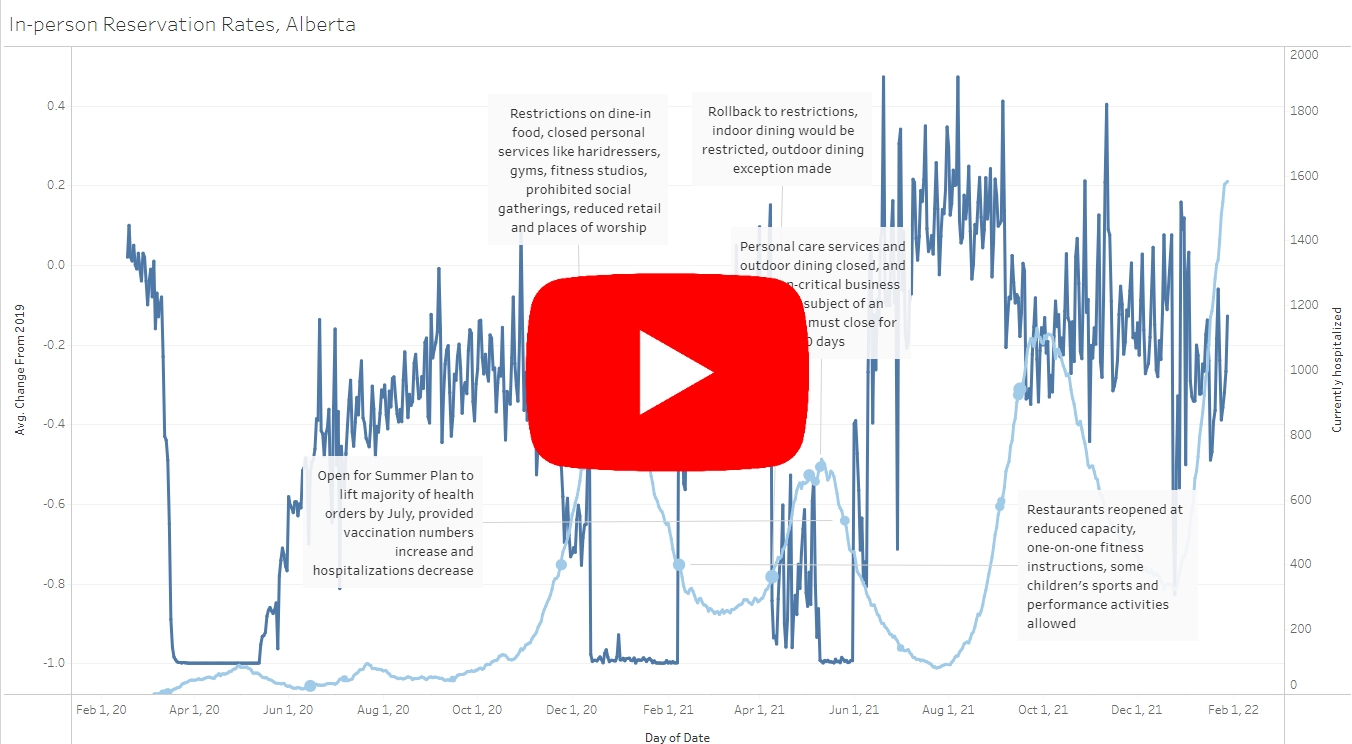 In-person Reservation Rates, Alberta
2000
0.4
0.2
0.0
-0.2
-0.4
-0.6
-0.8
-1.0
Avg. Change From 2019
Restrictions on dine-in
food, closed personal
services like haridressers,
gyms, fitness studios,
prohibited social
gatherings, reduced retail
and places of worship
Rollback to restrictions,
indoor dining would be
restricted, outdoor dining
exception made
Personal care services and
outdoor dining closed, and
n-critical business
subject of an
must close for
0 days
Open for Summer Plan to
lift majority of health
orders by July, provided
vaccination numbers
increase and
hospitalizations decrease
Restaurants reopened at
reduced capacity,
one-on-one fitness
instructions, some
children's sports and
performance activities
allowed
1800
1600
1400
1200
1000
800
600
400
200
0
Currently hospitalized
Feb 1, 20
Apr 1, 20
Jun 1, 20
Aug 1, 20
Oct 1, 20
Dec 1, 20
Feb 1, 21
Apr 1, 21
Jun 1, 21
Aug 1, 21
Oct 1, 21
Dec 1, 21
Feb 1, 22
Day of Date